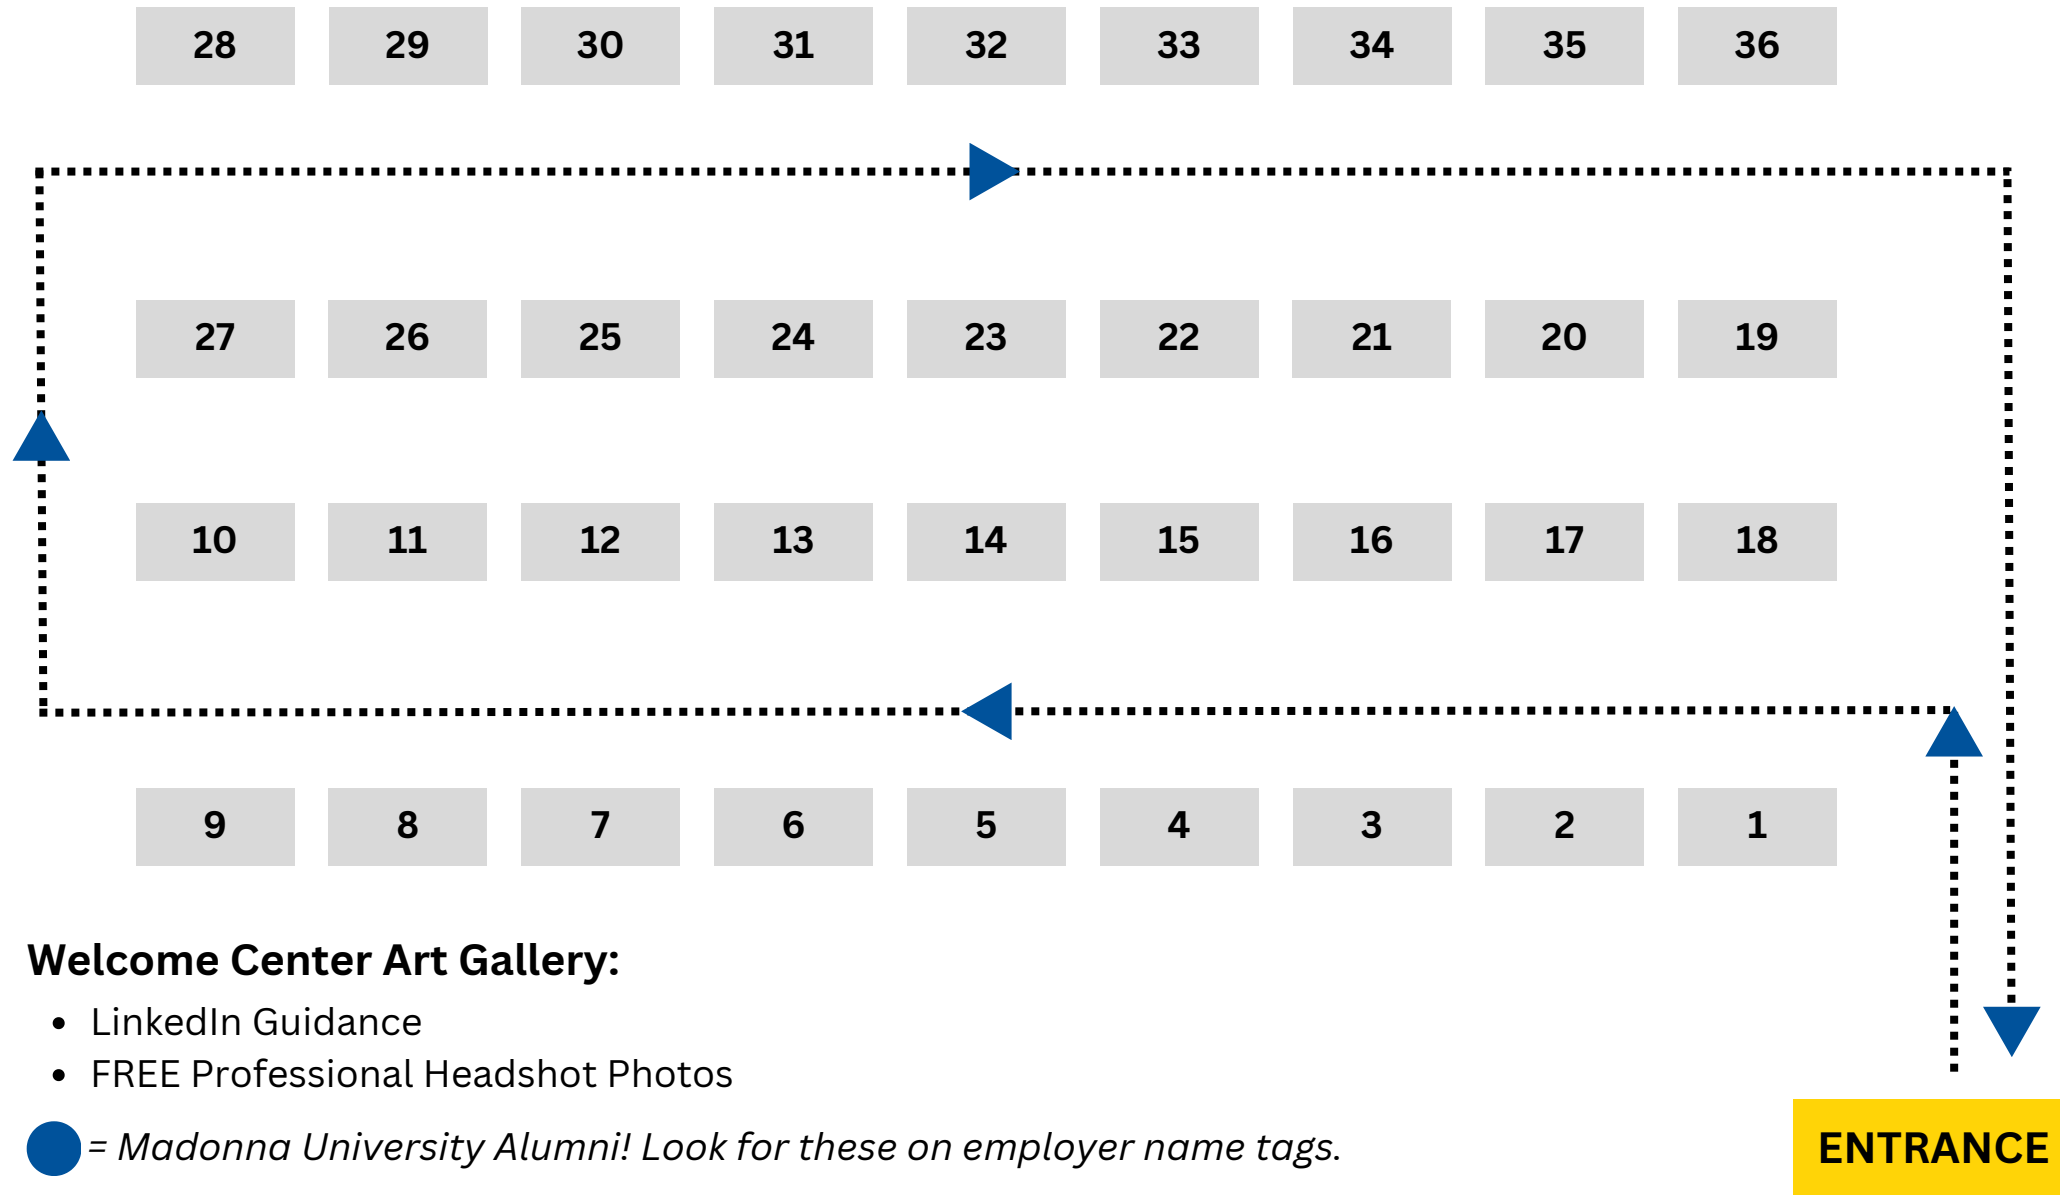 28 29 30 31 32 33 34 35 36
27 26 25 24 23 22 21 20 19
10 11 12 13 14 15 16 17 18
9 8 7 6 5 4 3 2 1
Welcome Center Art Gallery:
• LinkedIn Guidance
• FREE Professional Headshot Photos
= Madonna University Alumni! Look for these on employer name tags.
ENTRANCE